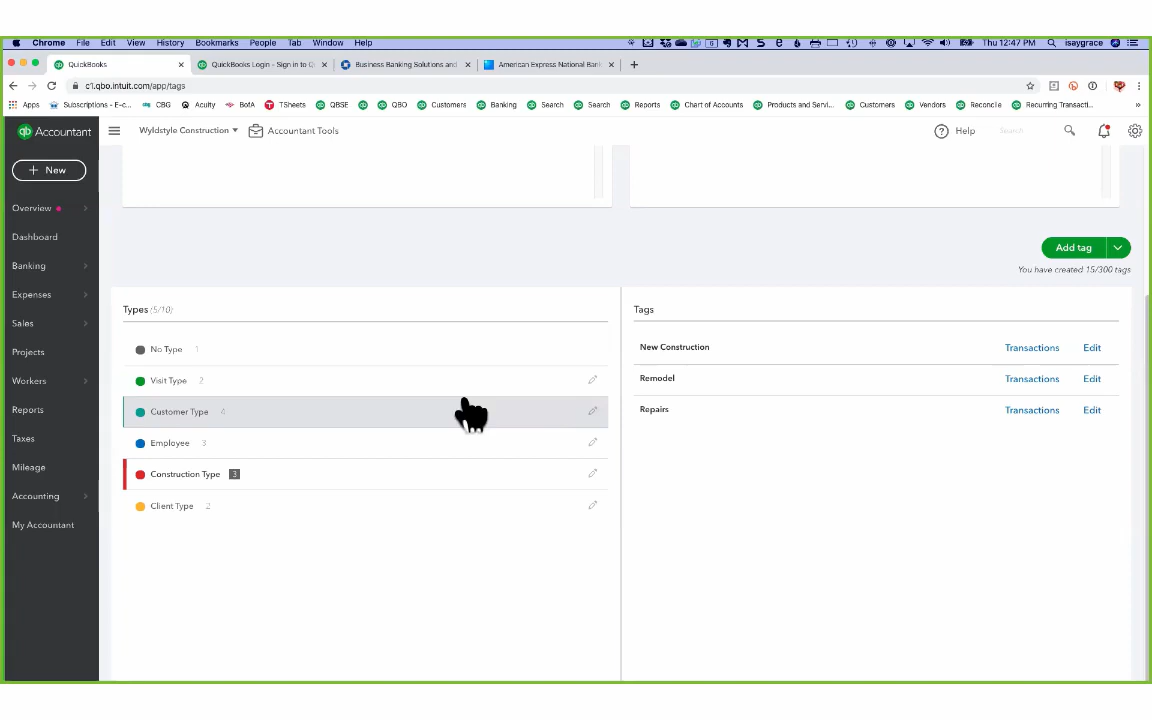 Chrome File Edit View History Bookmarks People Tab Window Help Thu 12:47 PM isaygrace
QuickBooks × QuickBooks Login - Sign in to Q × Business Banking Solutions and × American Express National Ban × +
c1.qbo.intuit.com/app/tags
Apps Subscriptions - E-c... CBG Acuity BofA TSheets QBSE QBO Customers Banking Search Search Reports Chart of Accounts Products and Servi... Customers Vendors Reconcile Recurring Transacti... »
qb Accountant Wyldstyle Construction Accountant Tools ? Help Search
+ New
Overview
Dashboard
Banking
Expenses
Sales
Projects
Workers
Reports
Taxes
Mileage
Accounting
My Accountant
Add tag
You have created 15/300 tags
Types (5/10)
No Type 1
Visit Type 2
Customer Type 4
Employee 3
Construction Type 3
Client Type 2
Tags
New Construction Transactions Edit
Remodel Transactions Edit
Repairs Transactions Edit